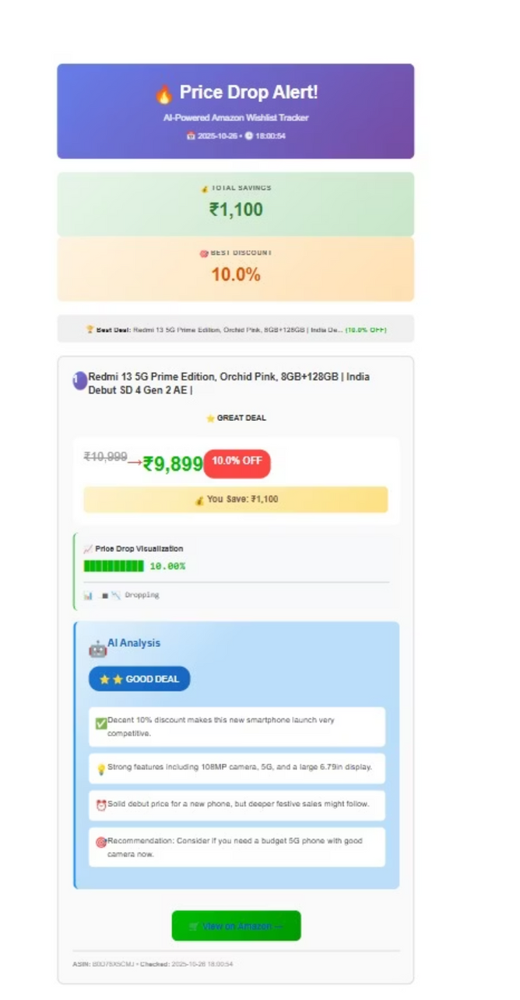 🔥 Price Drop Alert!
AI-Powered Amazon Wishlist Tracker
📅 2025-10-26 • 🕒 18:00:54
💰 TOTAL SAVINGS
₹1,100
🎯 BEST DISCOUNT
10.0%
🏆 Best Deal: Redmi 13 5G Prime Edition, Orchid Pink, 8GB+128GB | India De... (10.0% OFF)
1 Redmi 13 5G Prime Edition, Orchid Pink, 8GB+128GB | India
Debut SD 4 Gen 2 AE |
⭐ GREAT DEAL
₹10,999→₹9,899 10.0% OFF
💰 You Save: ₹1,100
📈 Price Drop Visualization
██████████ 10.00%
📊 ▄■ 📉 Dropping
🤖 AI Analysis
⭐⭐ GOOD DEAL
✅ Decent 10% discount makes this new smartphone launch very
competitive.
💡 Strong features including 108MP camera, 5G, and a large 6.79in display.
⏰ Solid debut price for a new phone, but deeper festive sales might follow.
🎯 Recommendation: Consider if you need a budget 5G phone with good
camera now.
🛒 View on Amazon →
ASIN: • Checked: 2025-10-26 18:00:54